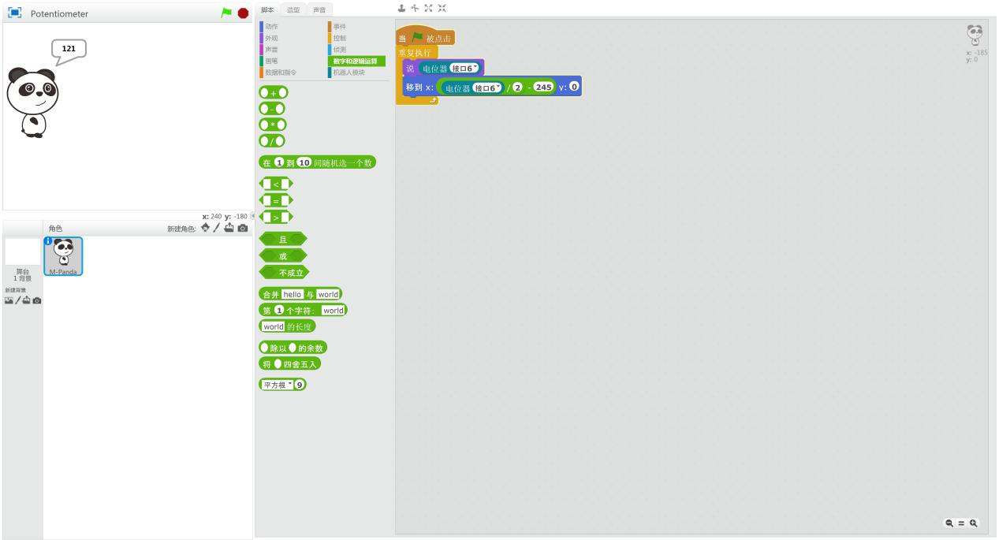 Potentiometer
121
x: 240 y: -180
角色
新建角色:
舞台
1 背景
新建背景
M-Panda
脚本 造型 声音
动作 事件
外观 控制
声音 侦测
画笔 数字和逻辑运算
数据和指令 机器人模块
+
-
*
/
在 1 到 10 间随机选一个数
<
=
>
且
或
不成立
合并 hello 与 world
第 1 个字符: world
world 的长度
除以 的余数
将 四舍五入
平方根 9
当 被点击
重复执行
说 电位器 接口6
移到 x: 电位器 接口6 / 2 - 245 y: 0
x: -185
y: 0